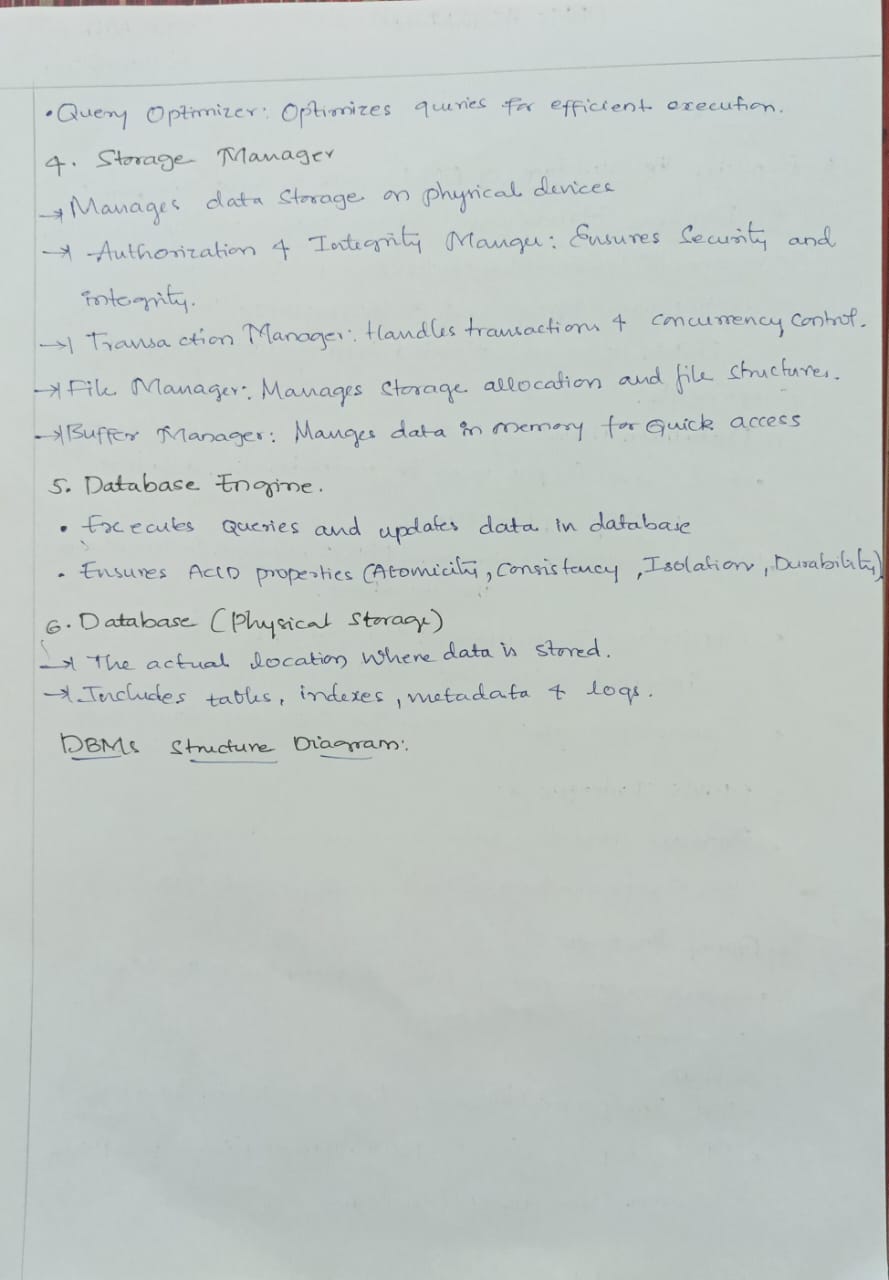 • Query Optimizer: Optimizes queries for efficient execution.
4. Storage Manager
→ Manages data storage on physical devices
→ Authorization & Integrity Manger: Ensures Security and
integrity.
→ Transaction Manager: Handles transactions & concurrency control.
→ File Manager: Manages storage allocation and file structures.
→ Buffer Manager: Manges data in memory for Quick access
5. Database Engine.
• Executes Queries and updates data in database
• Ensures ACID properties (Atomicity, Consistency, Isolation, Durability)
6. Database (Physical Storage)
→ The actual location where data is stored.
→ Includes tables, indexes, metadata & logs.
DBMs Structure Diagram: